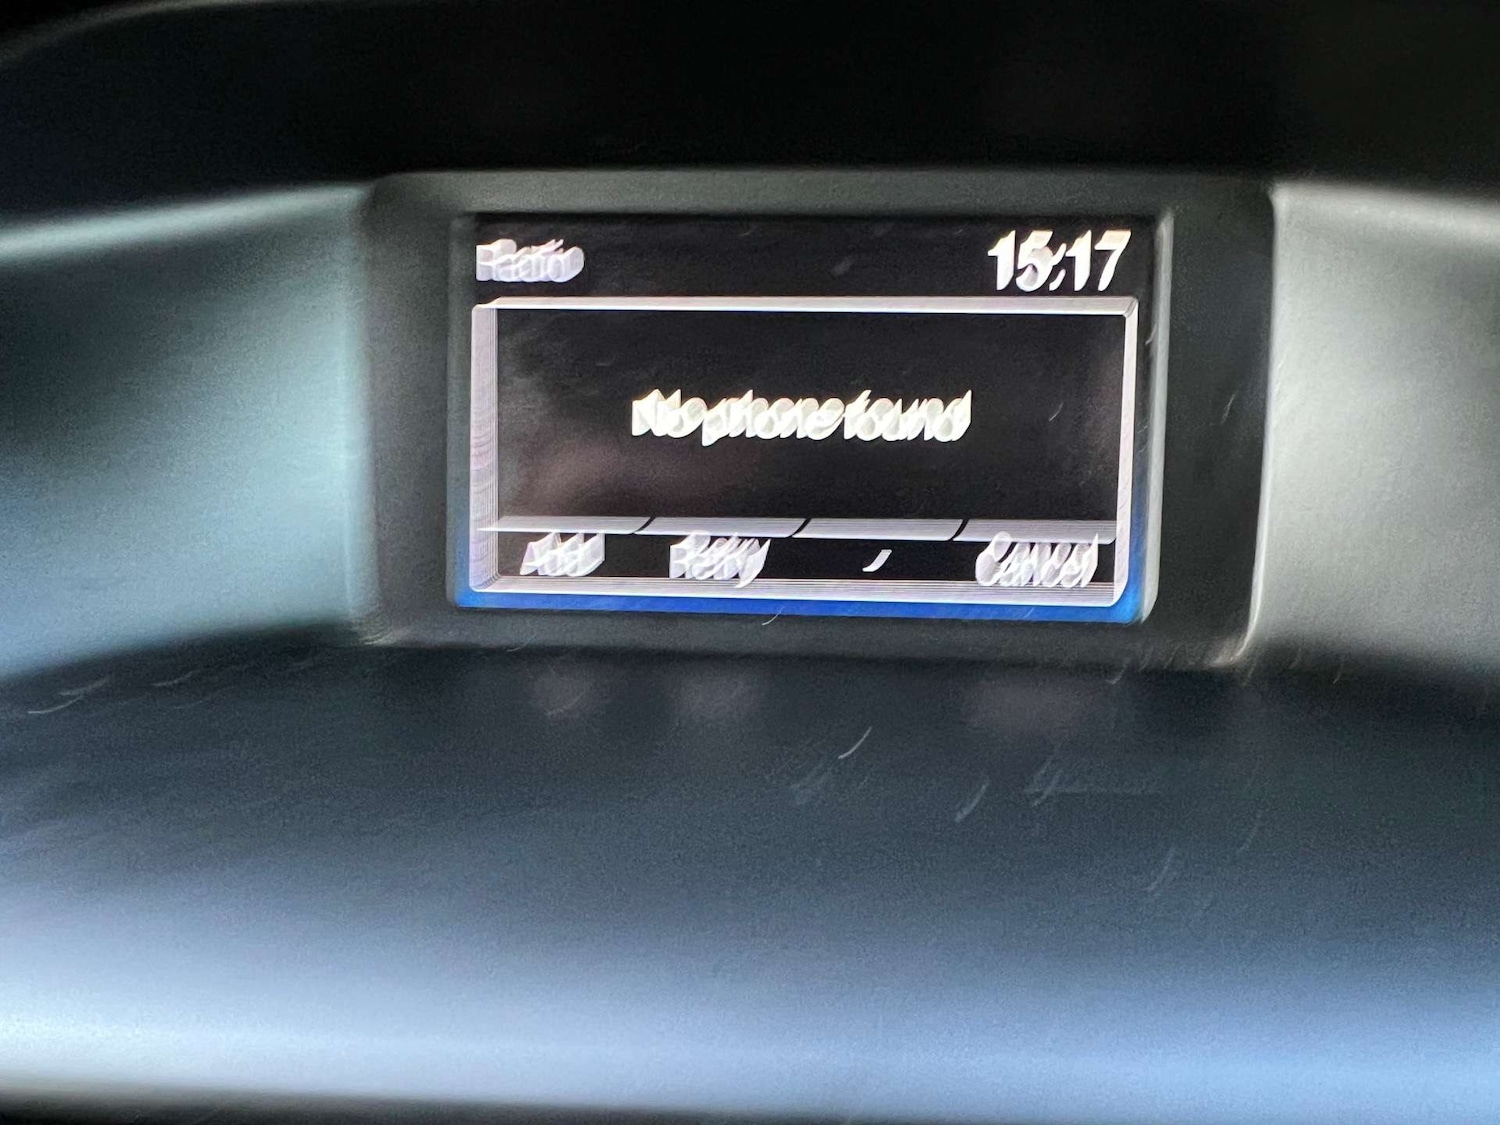 Radio 15:17
No phone found
Add Retry - Cancel